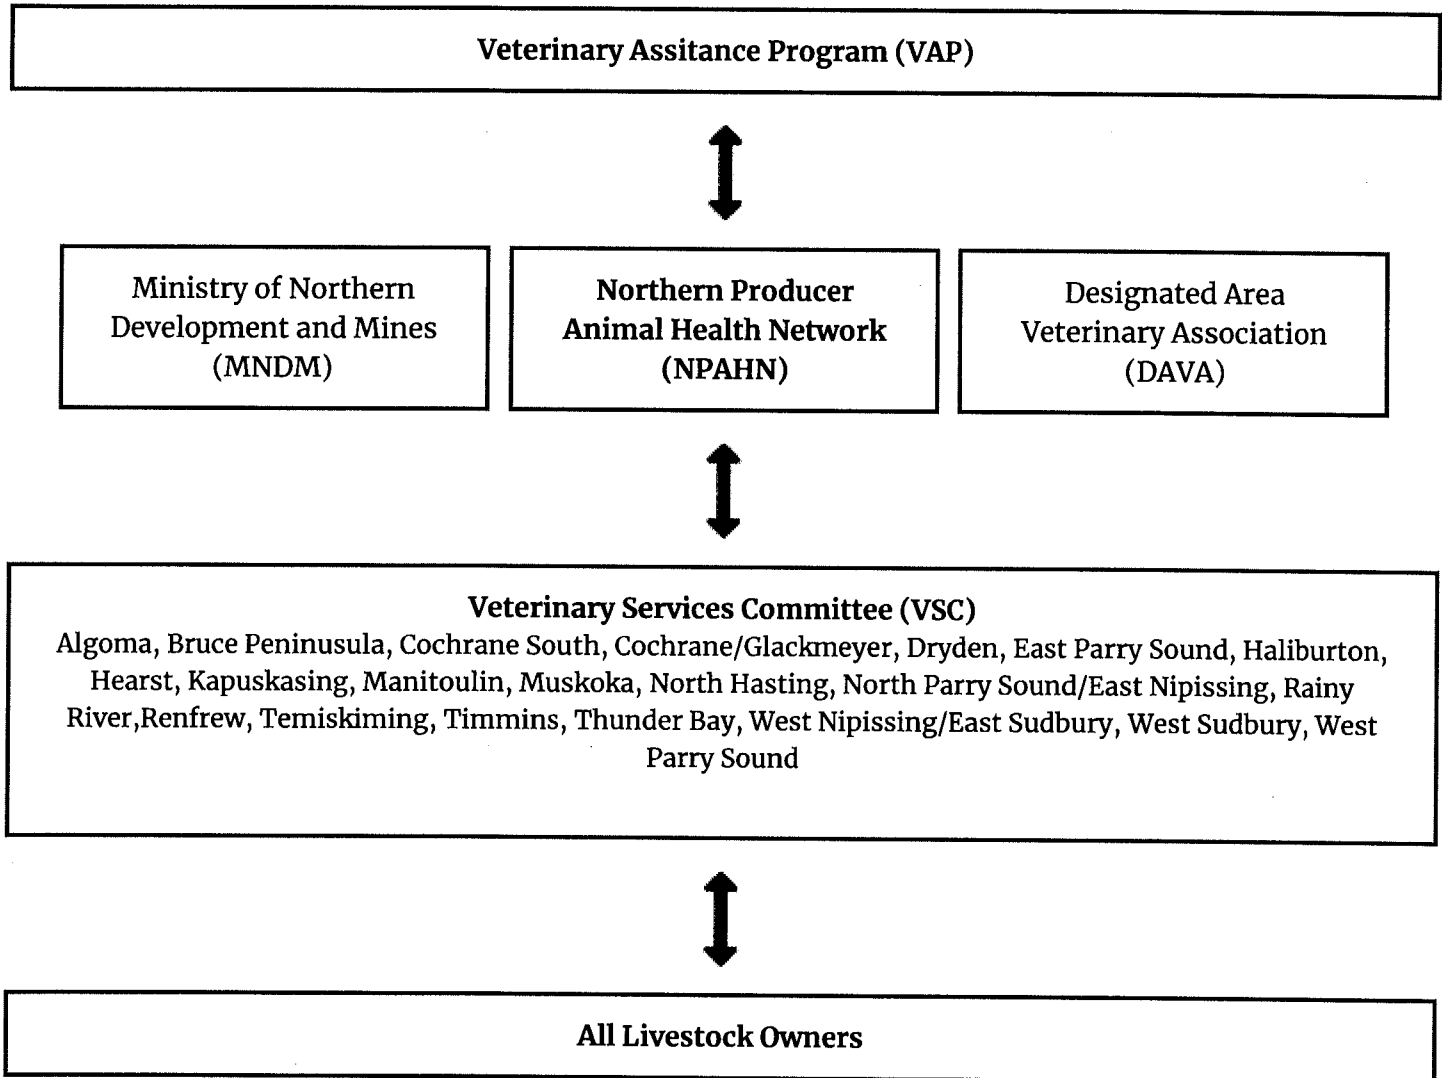 Veterinary Assitance Program (VAP)
Ministry of Northern
Development and Mines
(MNDM)
Northern Producer
Animal Health Network
(NPAHN)
Designated Area
Veterinary Association
(DAVA)
Veterinary Services Committee (VSC)
Algoma, Bruce Peninusula, Cochrane South, Cochrane/Glackmeyer, Dryden, East Parry Sound, Haliburton,
Hearst, Kapuskasing, Manitoulin, Muskoka, North Hasting, North Parry Sound/East Nipissing, Rainy
River,Renfrew, Temiskiming, Timmins, Thunder Bay, West Nipissing/East Sudbury, West Sudbury, West
Parry Sound
All Livestock Owners